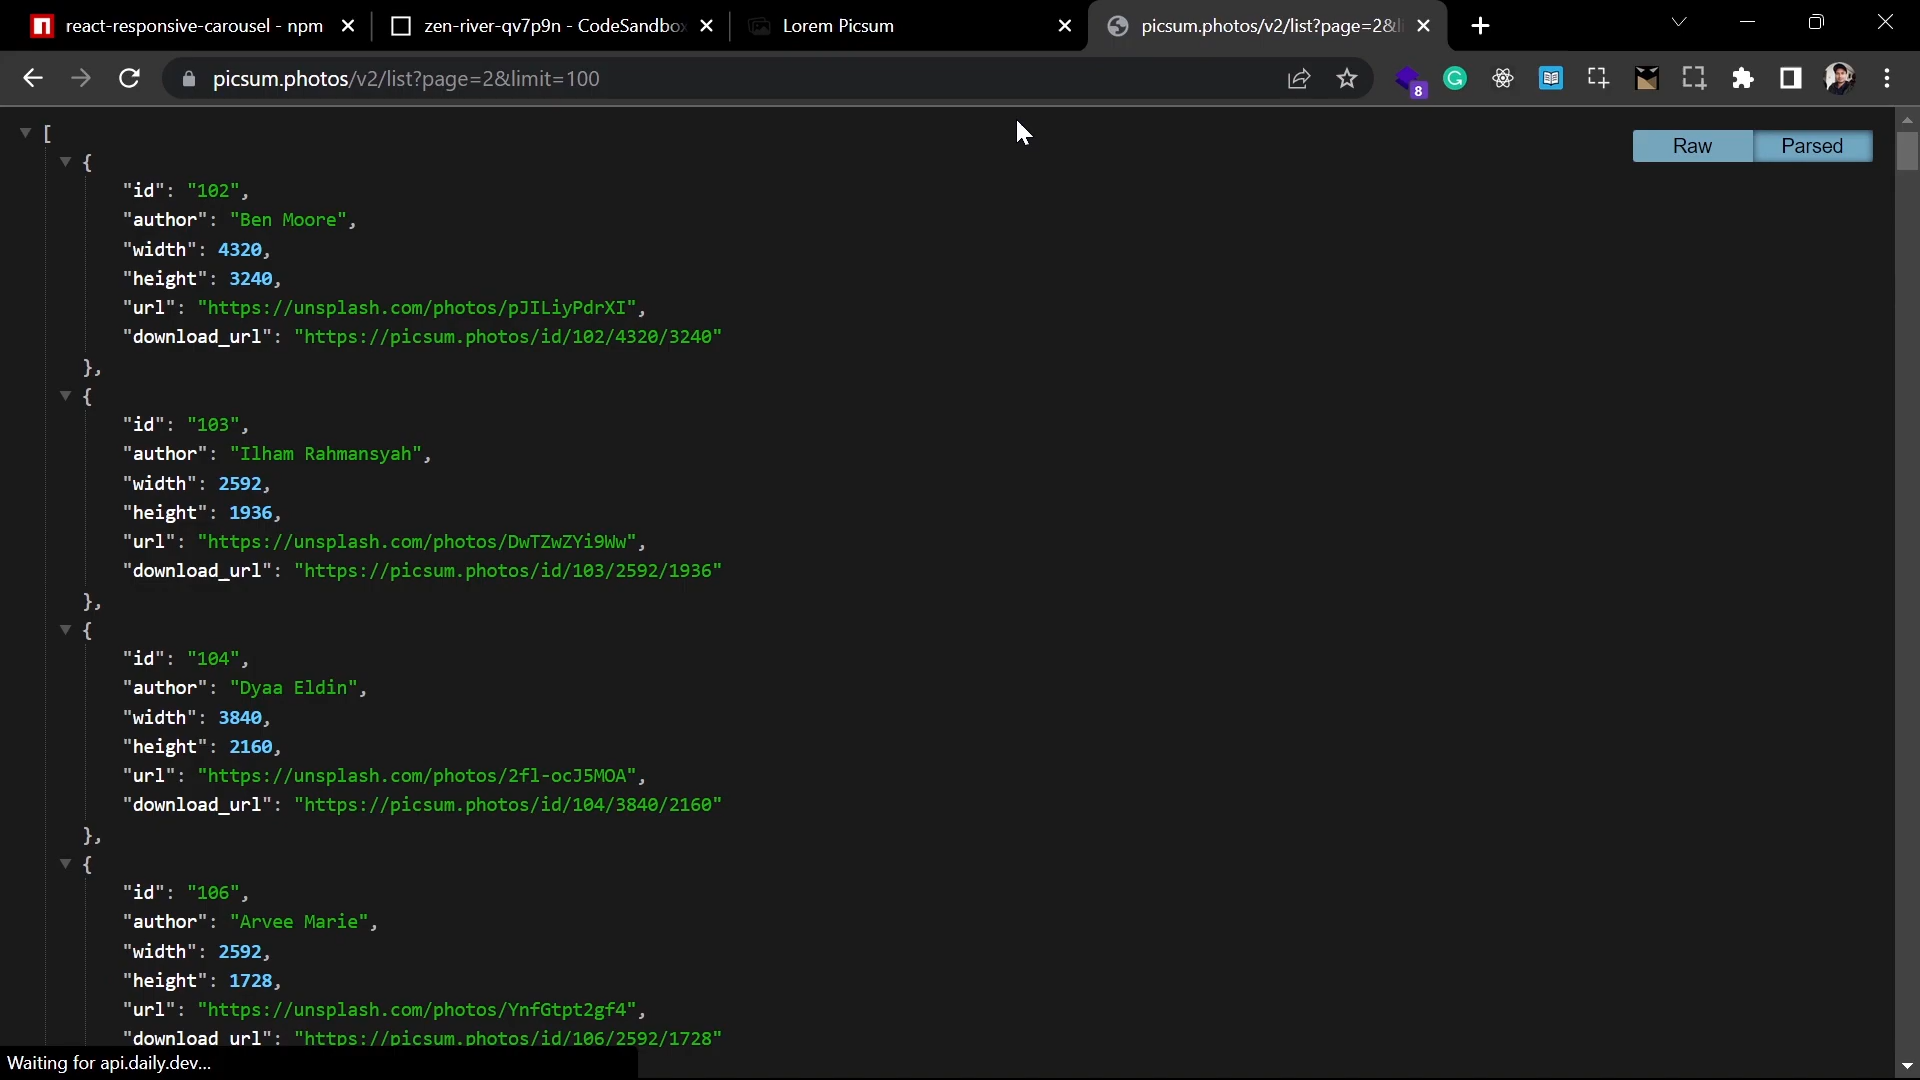 react-responsive-carousel - npm
zen-river-qv7p9n - CodeSandbo
Lorem Picsum
picsum.photos/v2/list?page=2&l
picsum.photos/v2/list?page=2&limit=100
8
Raw
Parsed
[
{
"id": "102",
"author": "Ben Moore",
"width": 4320,
"height": 3240,
"url": "https://unsplash.com/photos/pJILiyPdrXI",
"download_url": "https://picsum.photos/id/102/4320/3240"
},
{
"id": "103",
"author": "Ilham Rahmansyah",
"width": 2592,
"height": 1936,
"url": "https://unsplash.com/photos/DwTZwZYi9Ww",
"download_url": "https://picsum.photos/id/103/2592/1936"
},
{
"id": "104",
"author": "Dyaa Eldin",
"width": 3840,
"height": 2160,
"url": "https://unsplash.com/photos/2fl-ocJ5MOA",
"download_url": "https://picsum.photos/id/104/3840/2160"
},
{
"id": "106",
"author": "Arvee Marie",
"width": 2592,
"height": 1728,
"url": "https://unsplash.com/photos/YnfGtpt2gf4",
"download_url": "https://picsum.photos/id/106/2592/1728"
Waiting for api.daily.dev...